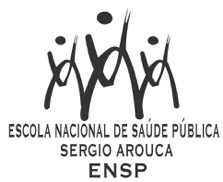 ESCOLA NACIONAL DE SAÚDE PÚBLICA
SERGIO AROUCA
ENSP